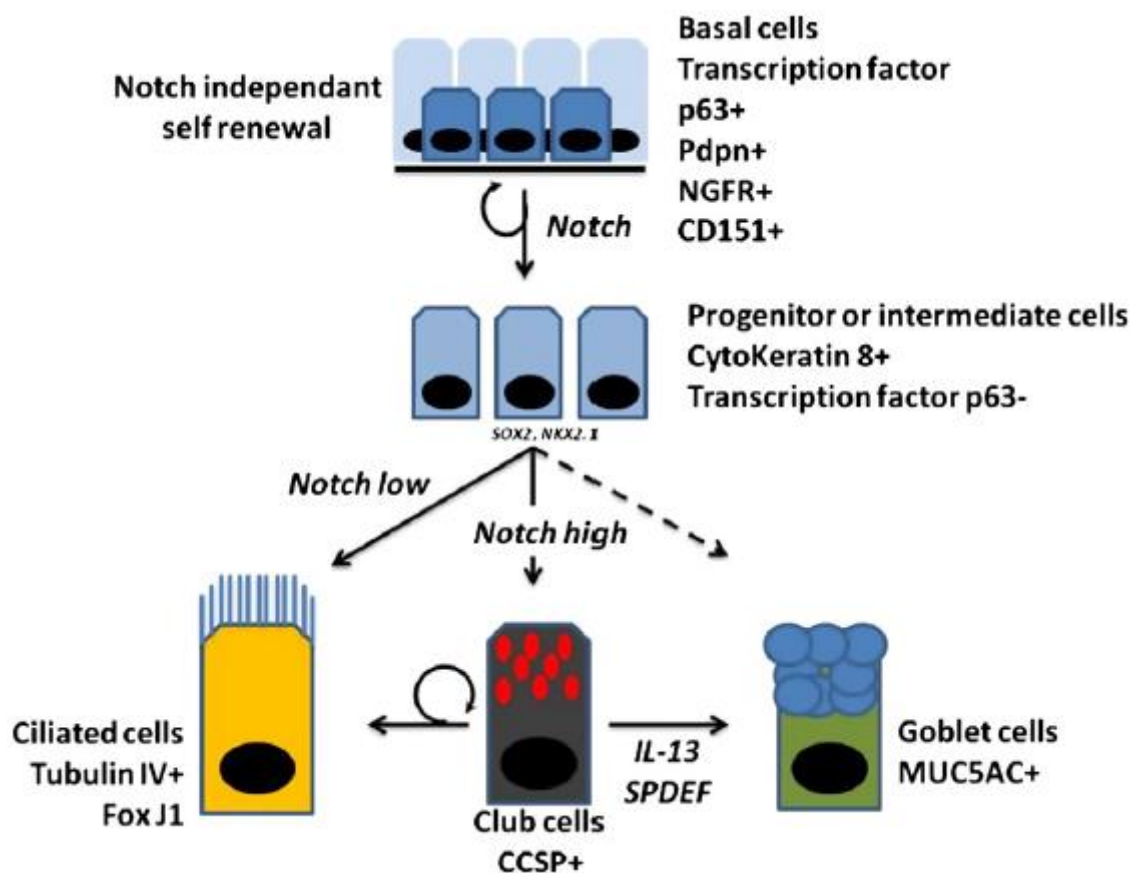 Notch independant
self renewal
Basal cells
Transcription factor
p63+
Pdpn+
NGFR+
CD151+
Notch
Progenitor or intermediate cells
CytoKeratin 8+
Transcription factor p63-
SOX2, NKX2.1
Notch low
Notch high
Ciliated cells
Tubulin IV+
Fox J1
IL-13
SPDEF
Club cells
CCSP+
Goblet cells
MUC5AC+